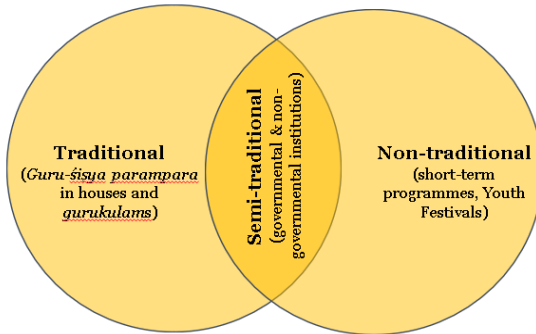 Traditional
(Guru-śisya parampara
in houses and
gurukulams)
Semi-traditional
(governmental & non-
governmental institutions)
Non-traditional
(short-term
programmes, Youth
Festivals)